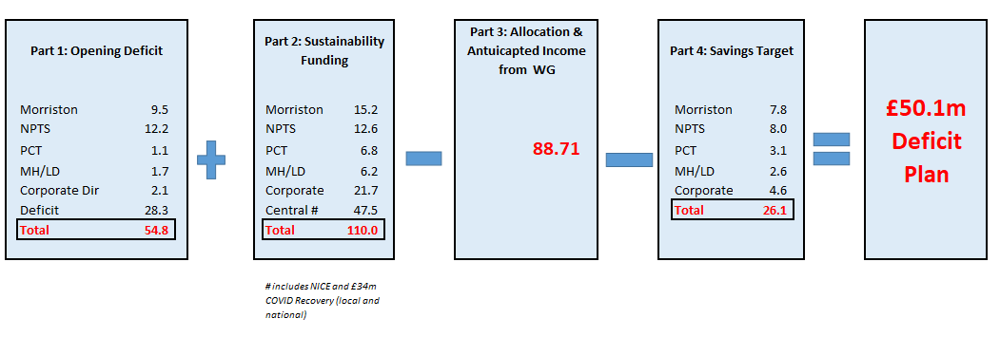 Part 1: Opening Deficit
Morriston 9.5
NPTS 12.2
PCT 1.1
MH/LD 1.7
Corporate Dir 2.1
Deficit 28.3
Total 54.8
Part 2: Sustainability
Funding
Morriston 15.2
NPTS 12.6
PCT 6.8
MH/LD 6.2
Corporate 21.7
Central # 47.5
Total 110.0
# includes NICE and £34m
COVID Recovery (local and
national)
Part 3: Allocation &
Antuicapted Income
from WG
88.71
Part 4: Savings Target
Morriston 7.8
NPTS 8.0
PCT 3.1
MH/LD 2.6
Corporate 4.6
Total 26.1
£50.1m
Deficit
Plan